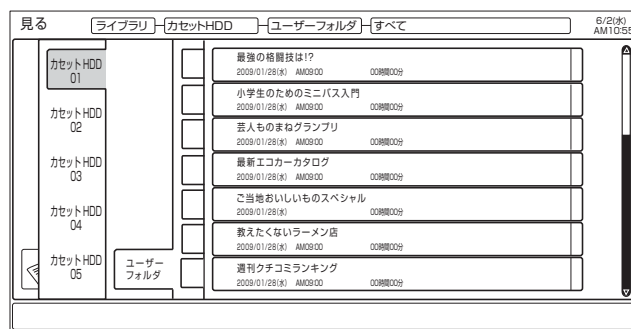 見る
ライブラリ カセットHDD ユーザーフォルダ すべて
6/2(水)
AM10:55
カセットHDD
01
カセットHDD
02
カセットHDD
03
カセットHDD
04
カセットHDD
05
ユーザー
フォルダ
最強の格闘技は!?
2009/01/28(水) AM09:00 00時間00分
小学生のためのミニバス入門
2009/01/28(水) AM09:00 00時間00分
芸人ものまねグランプリ
2009/01/28(水) AM09:00 00時間00分
最新エコカーカタログ
2009/01/28(水) AM09:00 00時間00分
ご当地おいしいものスペシャル
2009/01/28(水) 00時間00分
教えたくないラーメン店
2009/01/28(水) AM09:00 00時間00分
週刊クチコミランキング
2009/01/28(水) AM09:00 00時間00分